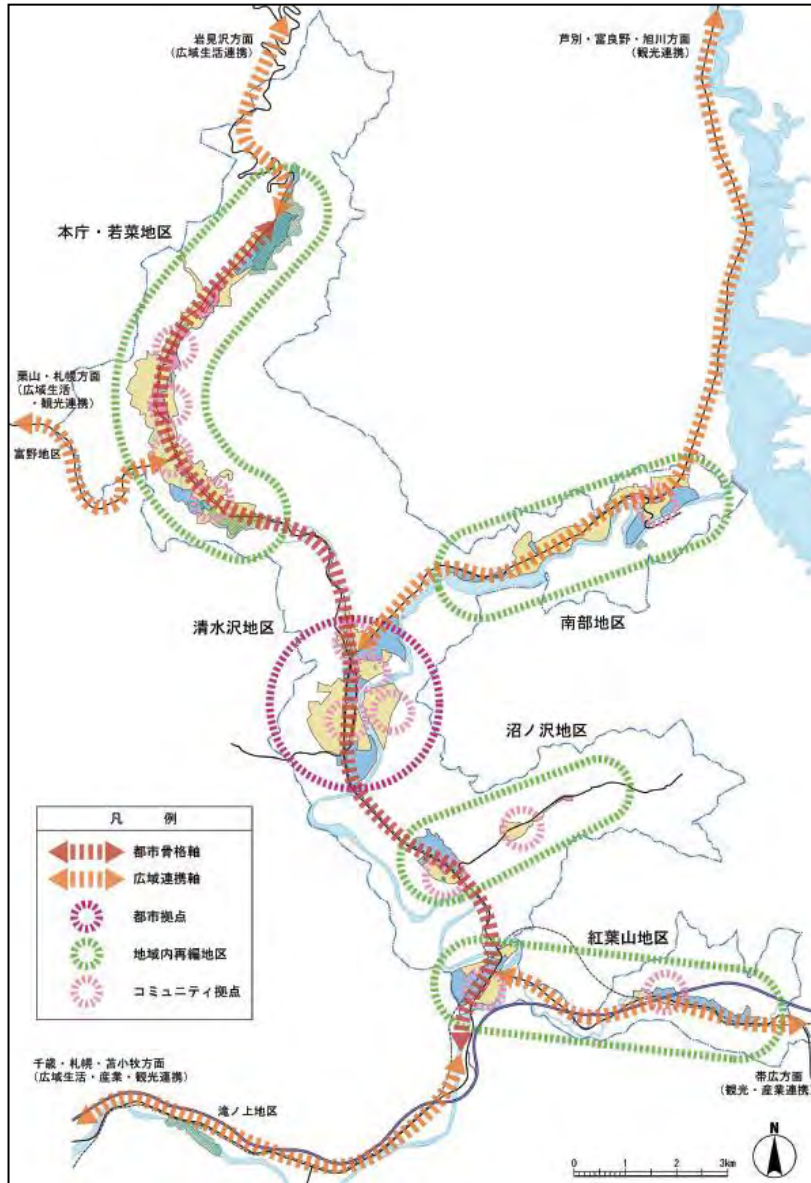 岩見沢方面
(広域生活連携)
芦別・富良野・旭川方面
(観光連携)
本庁・若菜地区
栗山・札幌方面
(広域生活
・観光連携)
富野地区
清水沢地区
南部地区
沼ノ沢地区
凡 例
都市骨格軸
広域連携軸
都市拠点
地域内再編地区
コミュニティ拠点
紅葉山地区
千歳・札幌・苫小牧方面
(広域生活・産業・観光連携)
滝ノ上地区
帯広方面
(観光・産業連携)
N
0 1 2 3km